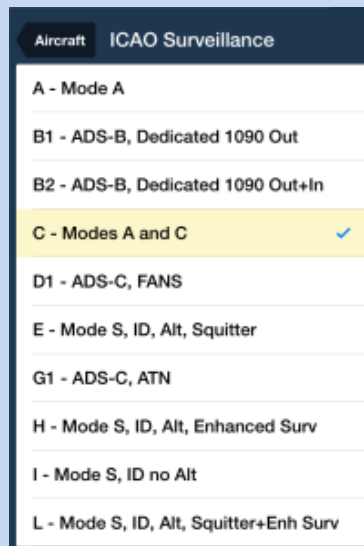 Aircraft ICAO Surveillance
A - Mode A
B1 - ADS-B, Dedicated 1090 Out
B2 - ADS-B, Dedicated 1090 Out+In
C - Modes A and C
D1 - ADS-C, FANS
E - Mode S, ID, Alt, Squitter
G1 - ADS-C, ATN
H - Mode S, ID, Alt, Enhanced Surv
I - Mode S, ID no Alt
L - Mode S, ID, Alt, Squitter+Enh Surv